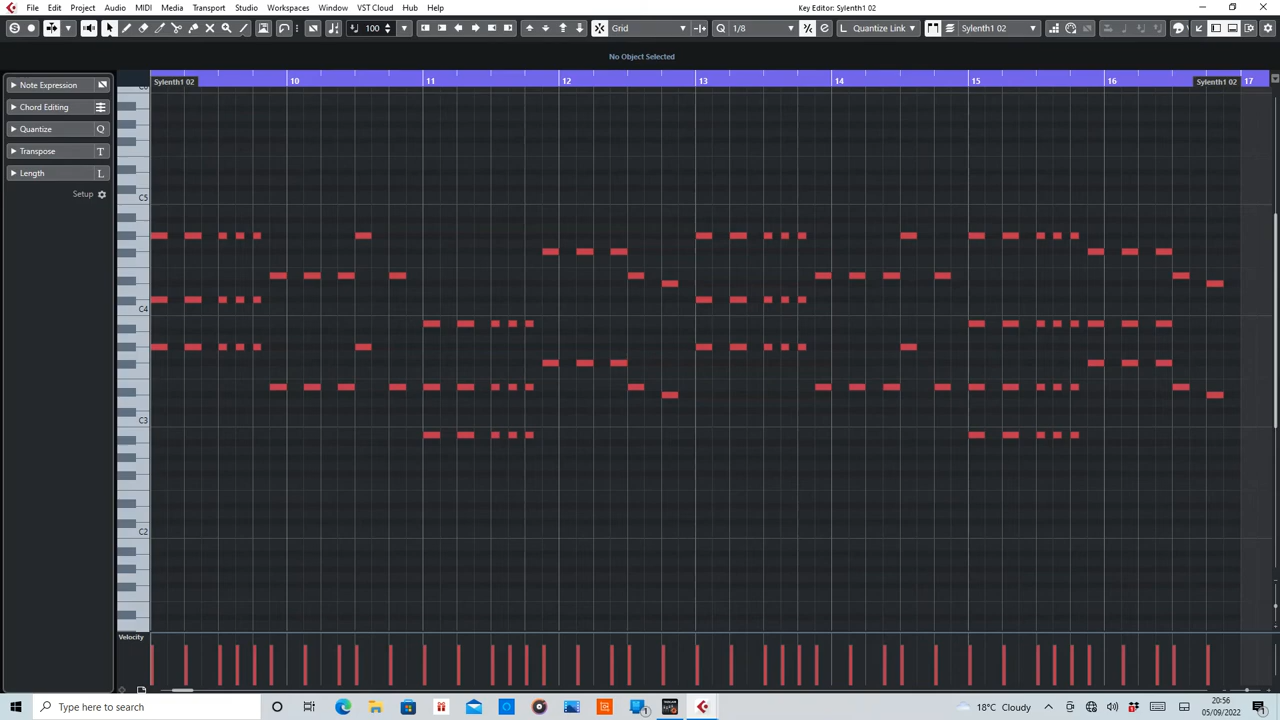 File Edit Project Audio MIDI Media Transport Studio Workspaces Window VST Cloud Hub Help
Key Editor: Sylenth1 02
S 100 Grid Q 1/8 Quantize Link Sylenth1 02
No Object Selected
Note Expression
Chord Editing
Quantize Q
Transpose T
Length L
Setup
Sylenth1 02 10 11 12 13 14 15 16 Sylenth1 02 17
C5
C4
C3
C2
Velocity
Type here to search
1
18°C Cloudy
20:56
05/09/2022
1